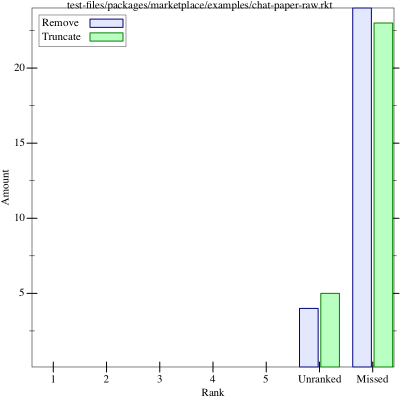 test-files/packages/marketplace/examples/chat-paper-raw.rkt
Remove
Truncate
20
15
10
5
Amount
1 2 3 4 5 Unranked Missed
Rank